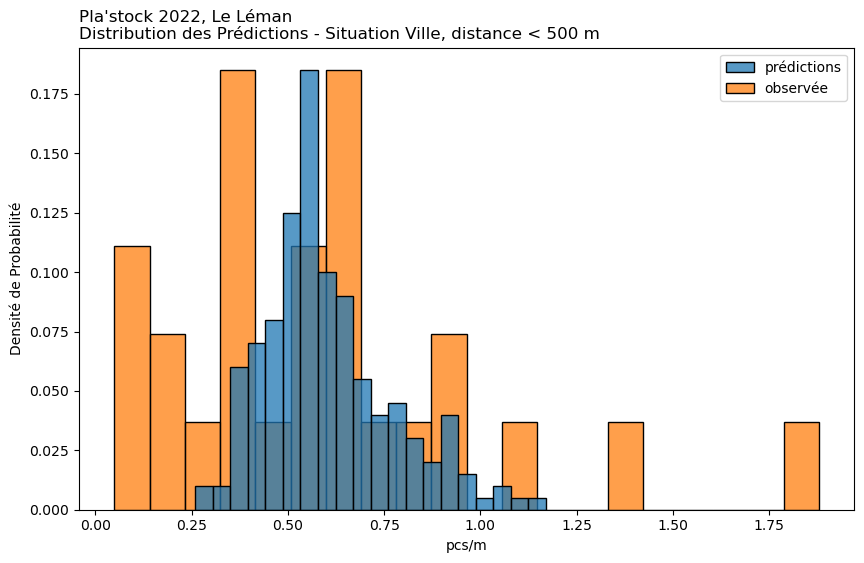 Pla'stock 2022, Le Léman
Distribution des Prédictions - Situation Ville, distance < 500 m
prédictions
observée
Densité de Probabilité
0.175
0.150
0.125
0.100
0.075
0.050
0.025
0.000
0.00 0.25 0.50 0.75 1.00 1.25 1.50 1.75
pcs/m